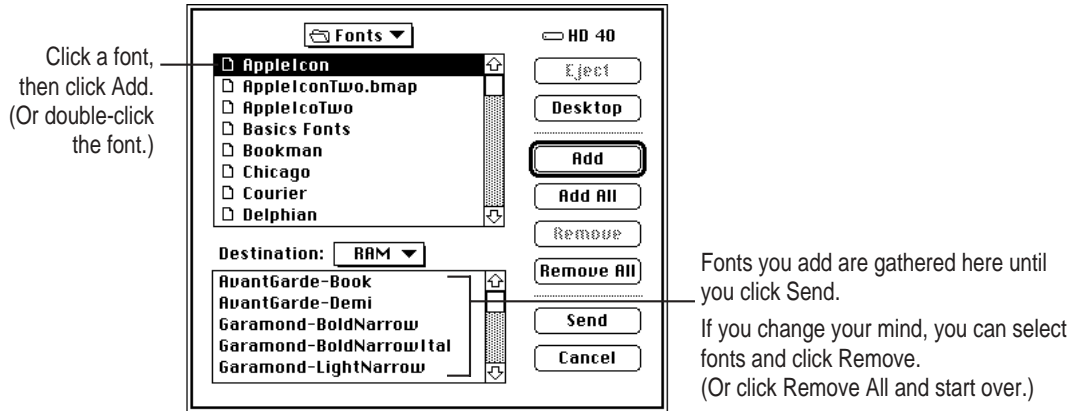 Click a font,
then click Add.
(Or double-click
the font.)
Fonts
AppleIcon
AppleIconTwo.bmap
AppleIcoTwo
Basics Fonts
Bookman
Chicago
Courier
Delphian
HD 40
Eject
Desktop
Add
Add All
Remove
Remove All
Send
Cancel
Destination: RAM
AvantGarde-Book
AvantGarde-Demi
Garamond-BoldNarrow
Garamond-BoldNarrowItal
Garamond-LightNarrow
Fonts you add are gathered here until
you click Send.
If you change your mind, you can select
fonts and click Remove.
(Or click Remove All and start over.)